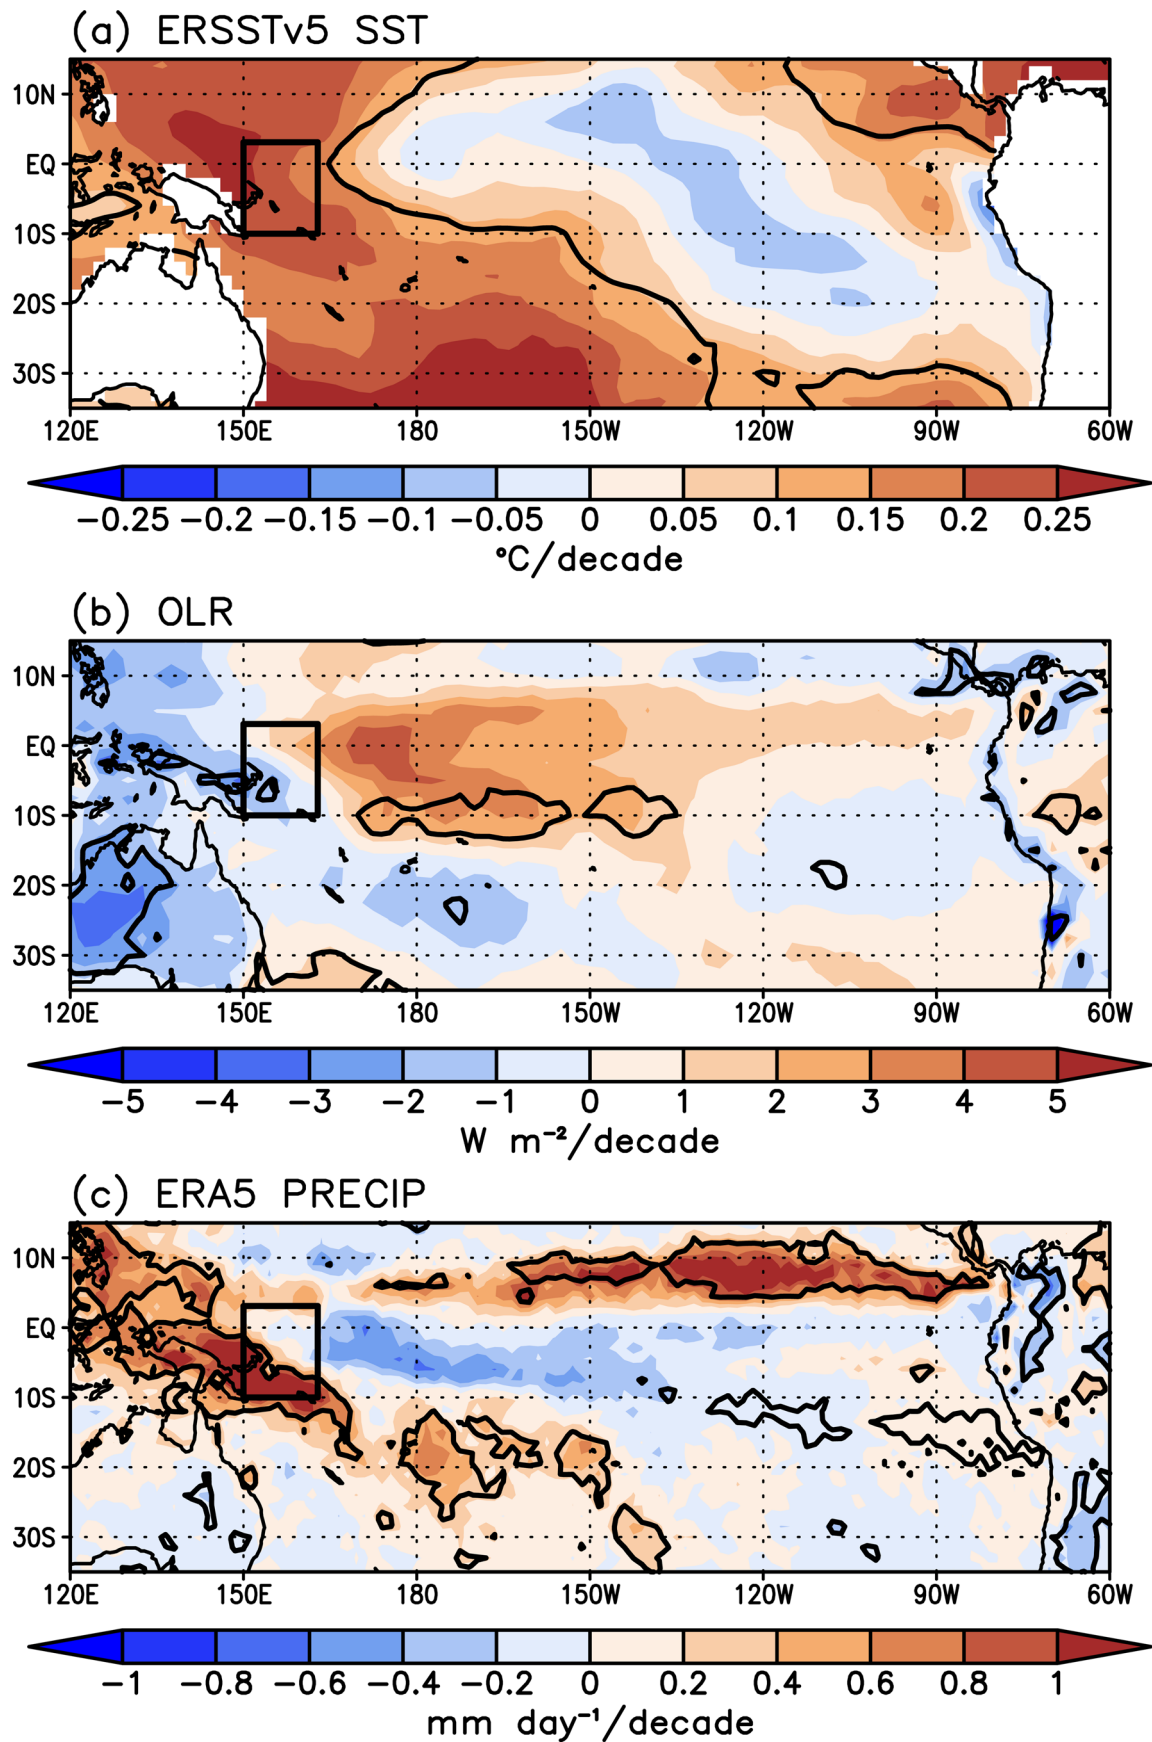 (a) ERSSTv5 SST
10N
EQ
10S
20S
30S
120E 150E 180 150W 120W 90W 60W
−0.25 −0.2 −0.15 −0.1 −0.05 0 0.05 0.1 0.15 0.2 0.25
°C/decade
(b) OLR
10N
EQ
10S
20S
30S
120E 150E 180 150W 120W 90W 60W
−5 −4 −3 −2 −1 0 1 2 3 4 5
W m⁻²/decade
(c) ERA5 PRECIP
10N
EQ
10S
20S
30S
120E 150E 180 150W 120W 90W 60W
−1 −0.8 −0.6 −0.4 −0.2 0 0.2 0.4 0.6 0.8 1
mm day⁻¹/decade